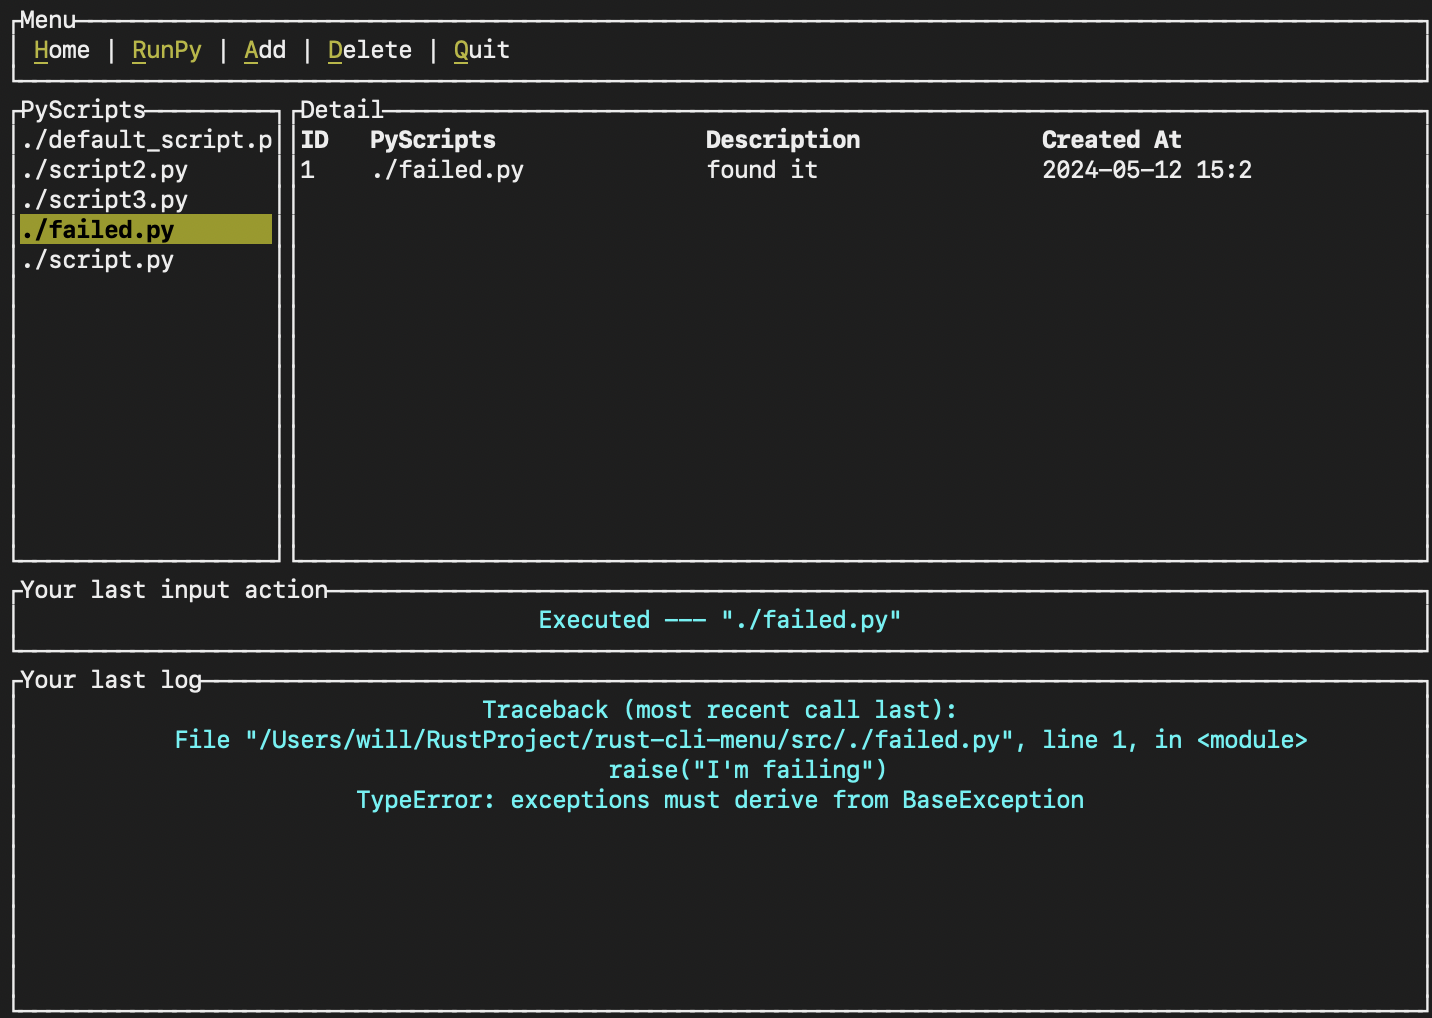 Menu
Home | RunPy | Add | Delete | Quit
PyScripts
./default_script.p
./script2.py
./script3.py
./failed.py
./script.py
Detail
ID PyScripts Description Created At
1 ./failed.py found it 2024-05-12 15:2
Your last input action
Executed --- "./failed.py"
Your last log
Traceback (most recent call last):
File "/Users/will/RustProject/rust-cli-menu/src/./failed.py", line 1, in <module>
raise("I'm failing")
TypeError: exceptions must derive from BaseException